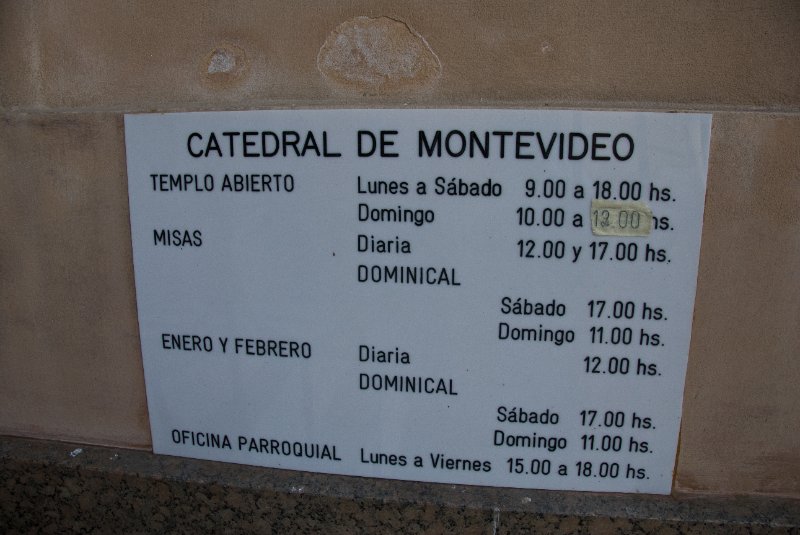 CATEDRAL DE MONTEVIDEO
TEMPLO ABIERTO Lunes a Sábado 9.00 a 18.00 hs.
Domingo 10.00 a 13.00 hs.
MISAS Diaria 12.00 y 17.00 hs.
DOMINICAL
Sábado 17.00 hs.
Domingo 11.00 hs.
ENERO Y FEBRERO Diaria 12.00 hs.
DOMINICAL
Sábado 17.00 hs.
Domingo 11.00 hs.
OFICINA PARROQUIAL Lunes a Viernes 15.00 a 18.00 hs.